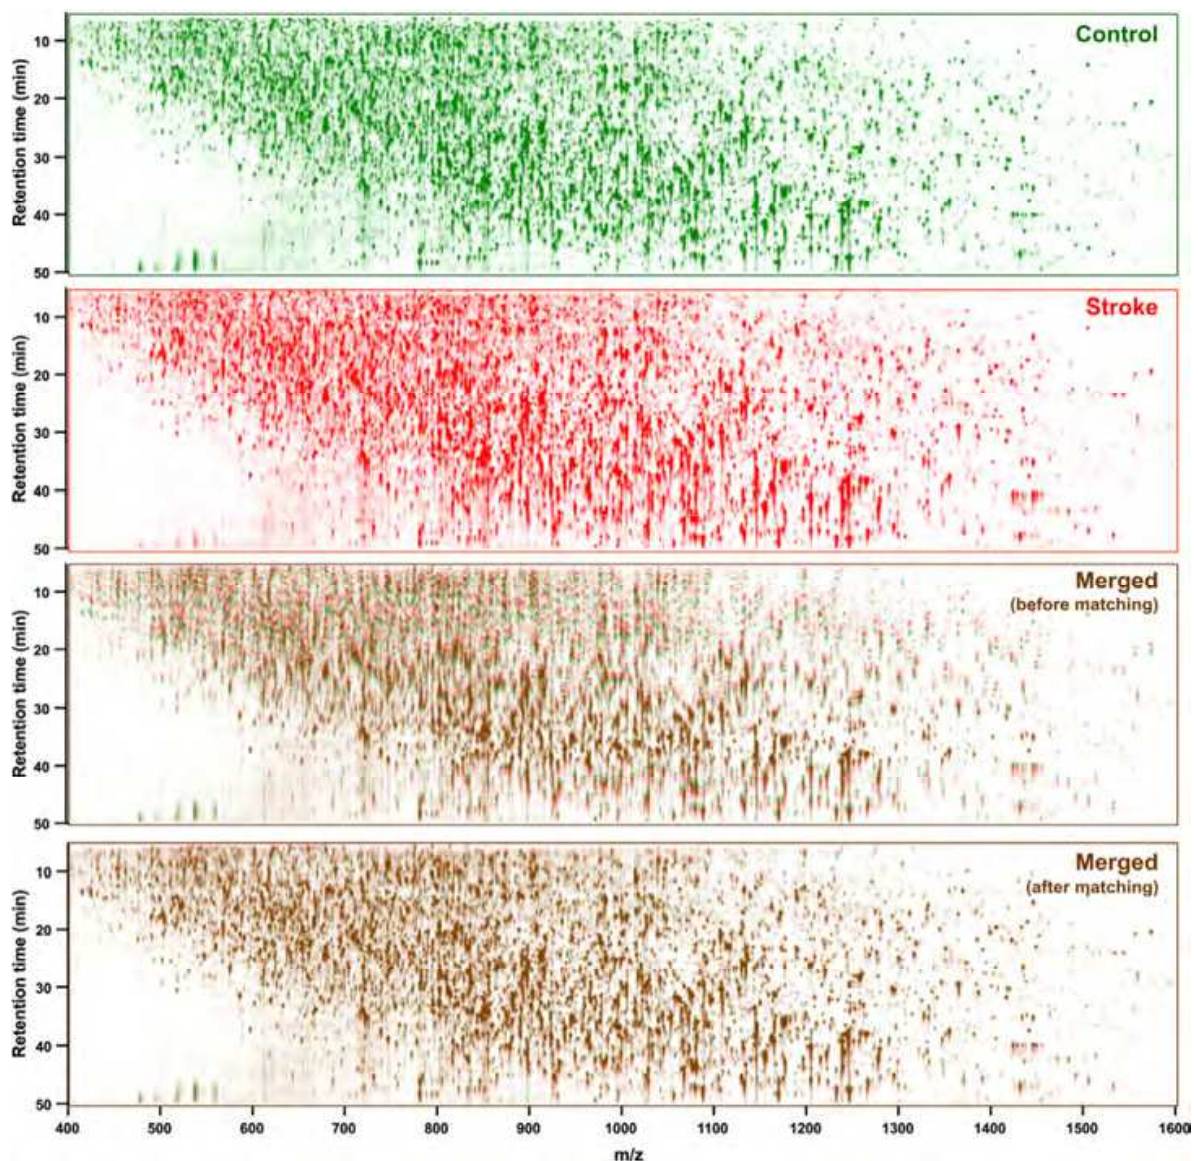 Control
Retention time (min)
10
20
30
40
50
Stroke
Retention time (min)
10
20
30
40
50
Merged
(before matching)
Retention time (min)
10
20
30
40
50
Merged
(after matching)
Retention time (min)
10
20
30
40
50
400 500 600 700 800 900 1000 1100 1200 1300 1400 1500 1600
m/z